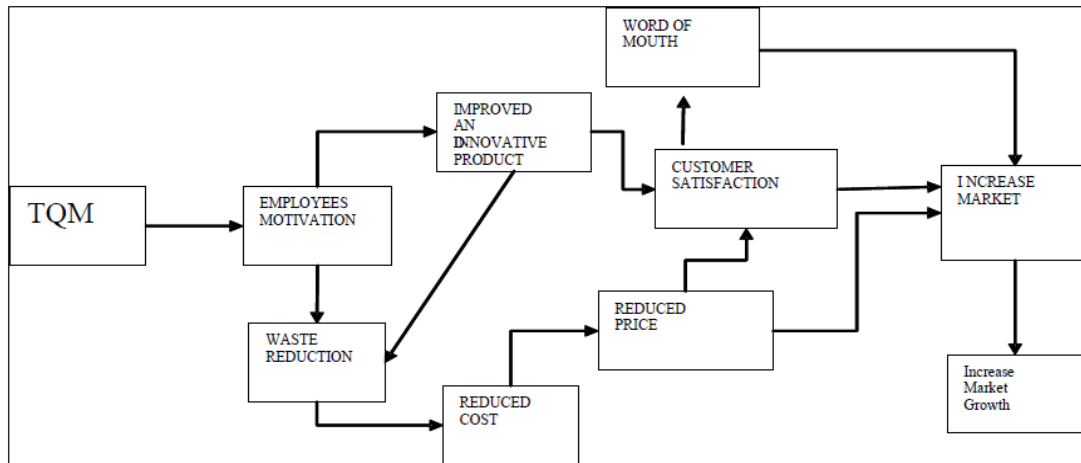 WORD OF
MOUTH
IMPROVED
AN
D
INNOVATIVE
PRODUCT
CUSTOMER
SATISFACTION
I NCREASE
MARKET
TQM
EMPLOYEES
MOTIVATION
REDUCED
PRICE
WASTE
REDUCTION
Increase
Market
Growth
REDUCED
COST